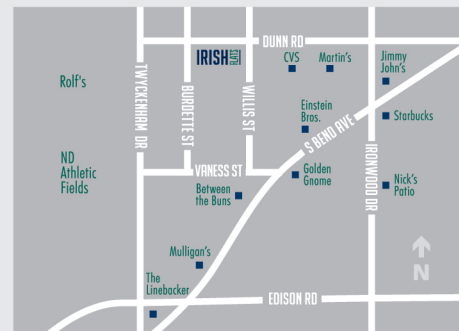 DUNN RD
IRISH
FLATS
CVS
Martin's
Jimmy
John's
Rolf's
TWYCKENHAM DR
BURDETTE ST
WILLIS ST
Einstein
Bros.
Starbucks
S BEND AVE
IRONWOOD DR
ND
Athletic
Fields
VANESS ST
Golden
Gnome
Nick's
Patio
Between
the Buns
Mulligan's
N
The
Linebacker
EDISON RD